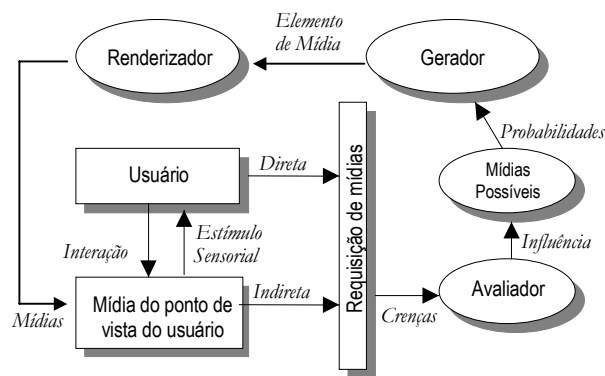 Elemento
de Mídia
Renderizador
Gerador
Probabilidades
Usuário
Direta
Requisição de mídias
Mídias
Possíveis
Estímulo
Sensorial
Interação
Influência
Mídia do ponto de
vista do usuário
Indireta
Avaliador
Mídias
Crenças